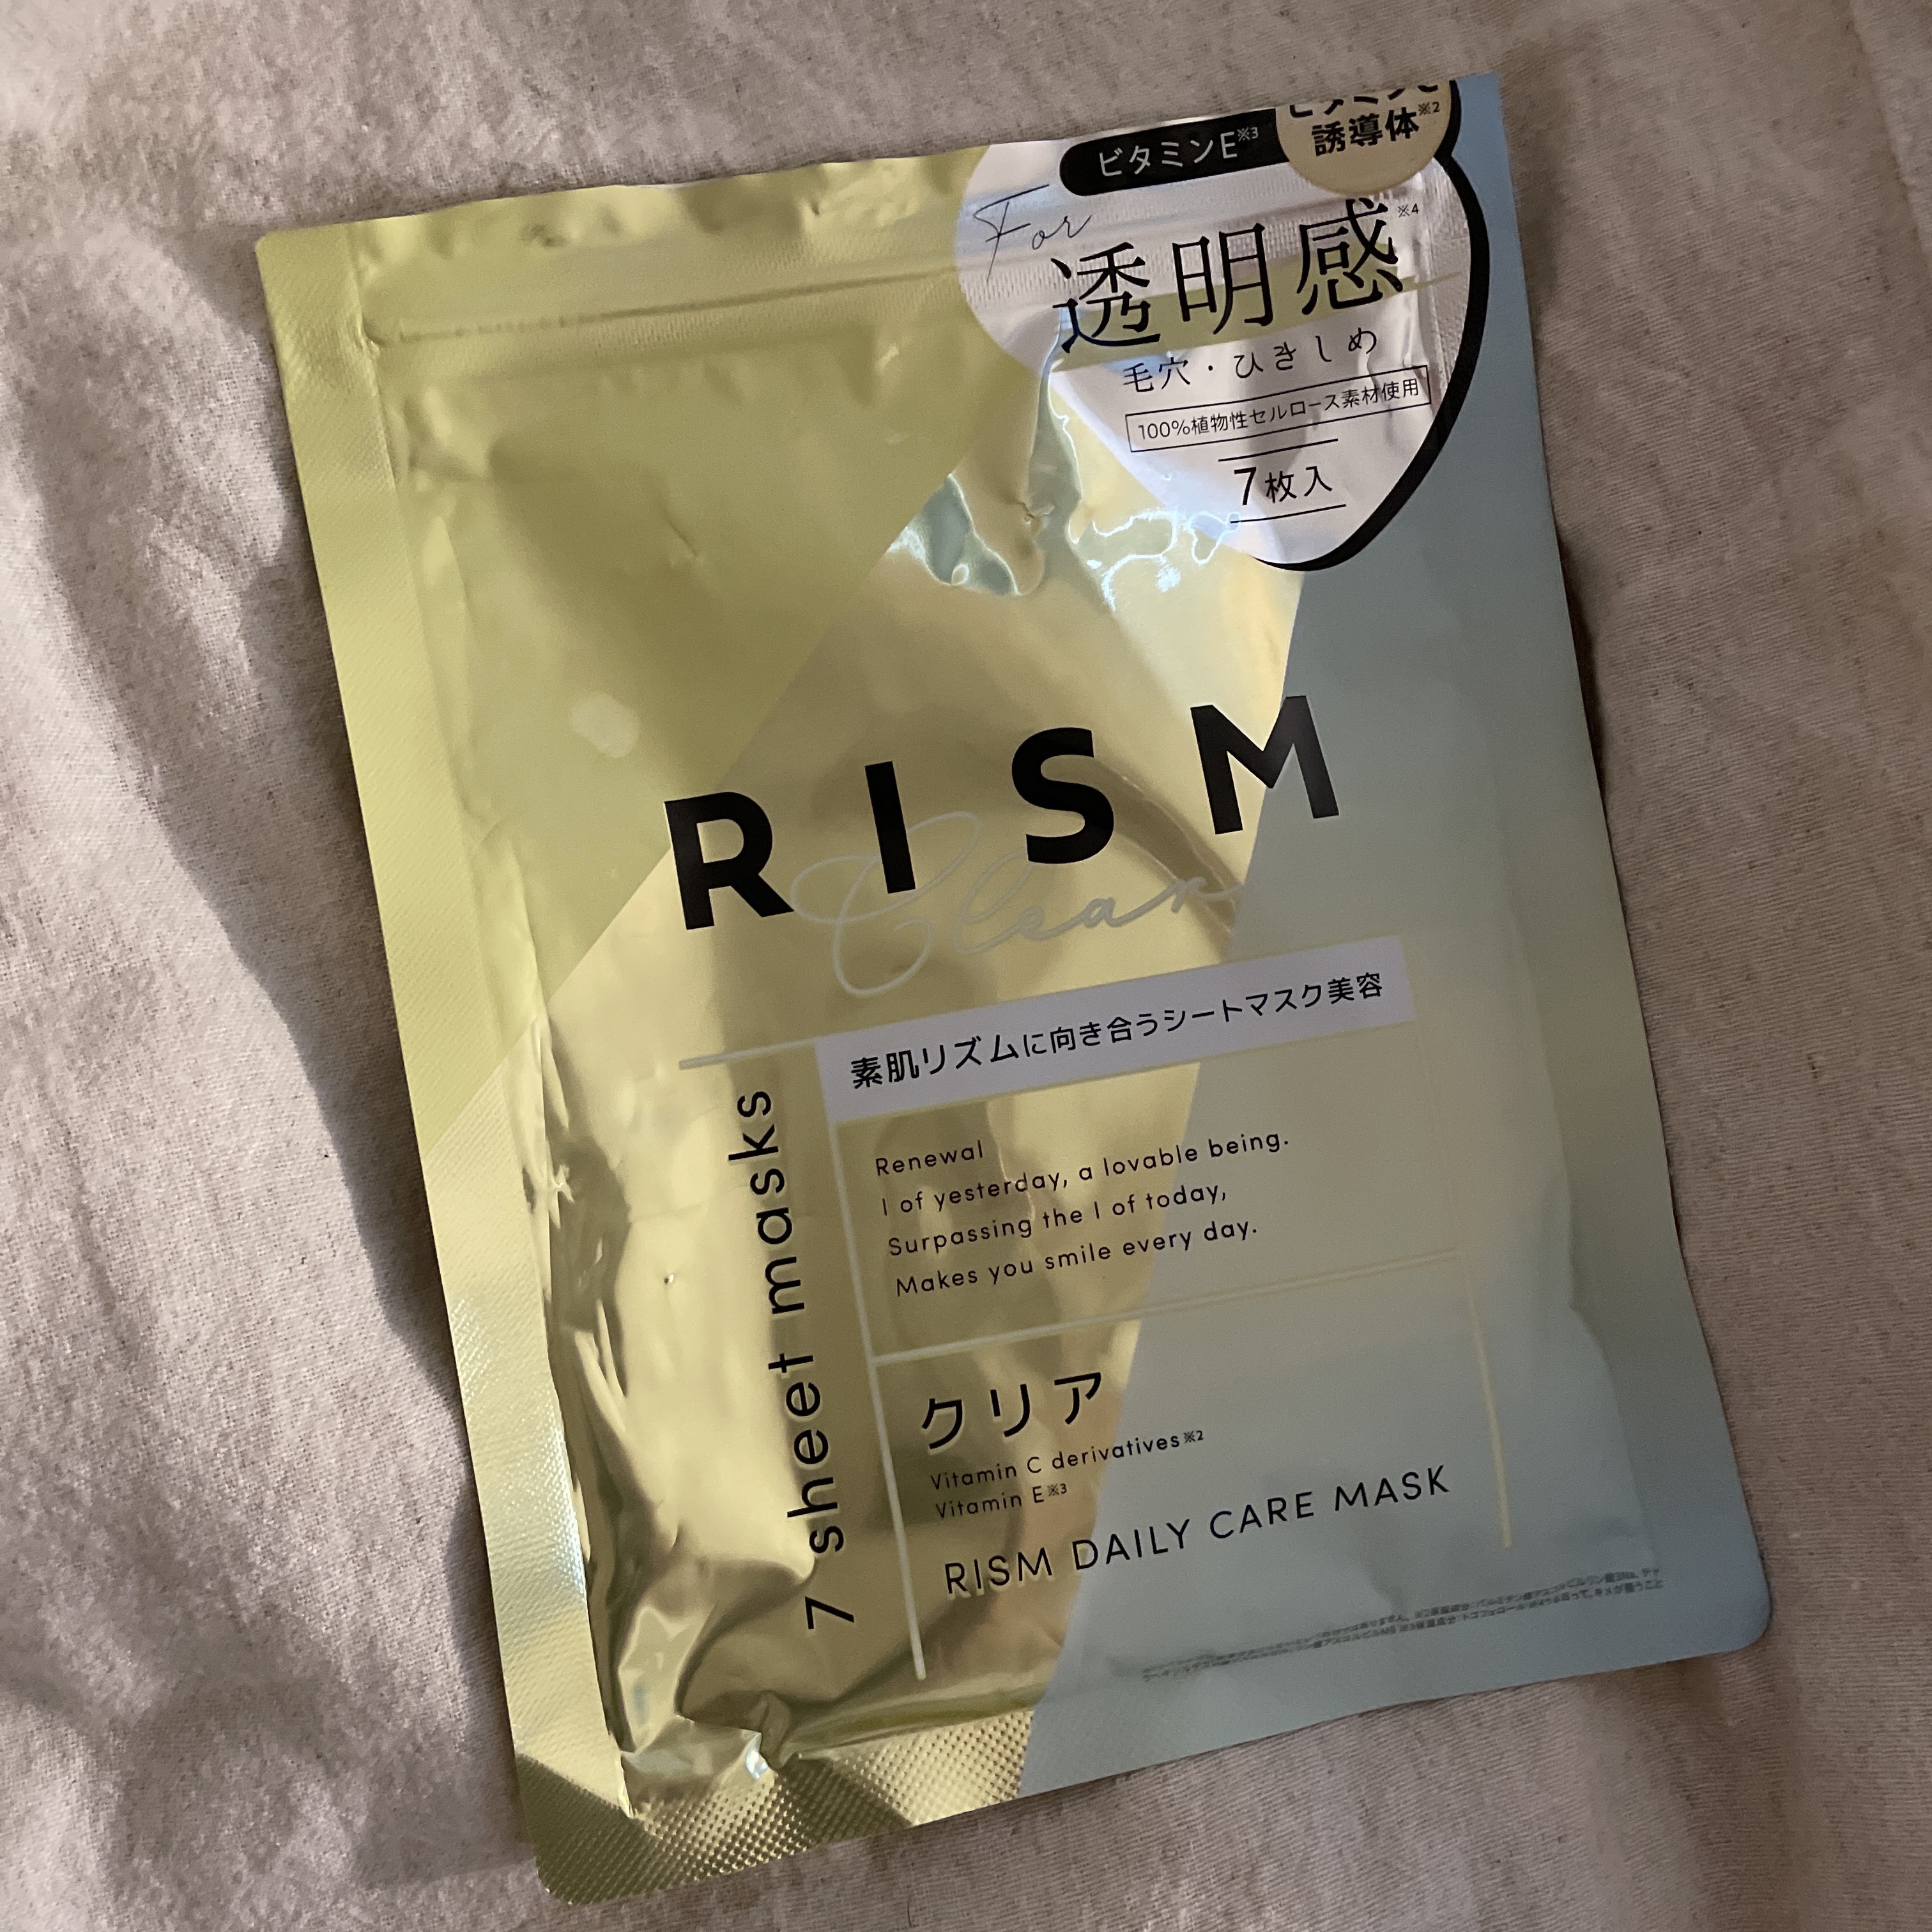 ビタミンC
誘導体※2
ビタミンE※3
For
透明感※4
毛穴・ひきしめ
100%植物性セルロース素材使用
7枚入
RISM
Clear
素肌リズムに向き合うシートマスク美容
7 sheet masks
Renewal
I of yesterday, a lovable being.
Surpassing the I of today,
Makes you smile every day.
クリア
Vitamin C derivatives※2
Vitamin E※3
RISM DAILY CARE MASK